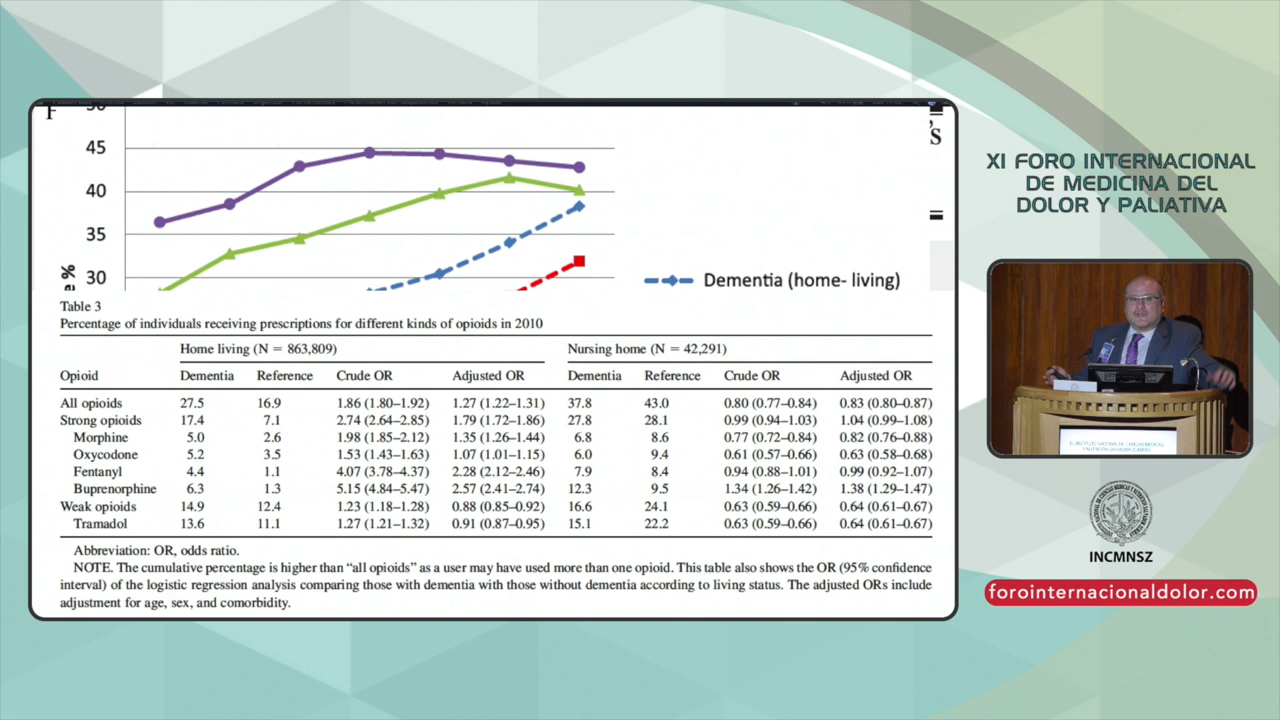 50
45
40
35
30
Dementia (home- living)
's
Table 3
Percentage of individuals receiving prescriptions for different kinds of opioids in 2010
Home living (N = 863,809) Nursing home (N = 42,291)
Opioid Dementia Reference Crude OR Adjusted OR Dementia Reference Crude OR Adjusted OR
All opioids 27.5 16.9 1.86 (1.80–1.92) 1.27 (1.22–1.31) 37.8 43.0 0.80 (0.77–0.84) 0.83 (0.80–0.87)
Strong opioids 17.4 7.1 2.74 (2.64–2.85) 1.79 (1.72–1.86) 27.8 28.1 0.99 (0.94–1.03) 1.04 (0.99–1.08)
Morphine 5.0 2.6 1.98 (1.85–2.12) 1.35 (1.26–1.44) 6.8 8.6 0.77 (0.72–0.84) 0.82 (0.76–0.88)
Oxycodone 5.2 3.5 1.53 (1.43–1.63) 1.07 (1.01–1.15) 6.0 9.4 0.61 (0.57–0.66) 0.63 (0.58–0.68)
Fentanyl 4.4 1.1 4.07 (3.78–4.37) 2.28 (2.12–2.46) 7.9 8.4 0.94 (0.88–1.01) 0.99 (0.92–1.07)
Buprenorphine 6.3 1.3 5.15 (4.84–5.47) 2.57 (2.41–2.74) 12.3 9.5 1.34 (1.26–1.42) 1.38 (1.29–1.47)
Weak opioids 14.9 12.4 1.23 (1.18–1.28) 0.88 (0.85–0.92) 16.6 24.1 0.63 (0.59–0.66) 0.64 (0.61–0.67)
Tramadol 13.6 11.1 1.27 (1.21–1.32) 0.91 (0.87–0.95) 15.1 22.2 0.63 (0.59–0.66) 0.64 (0.61–0.67)
Abbreviation: OR, odds ratio.
NOTE. The cumulative percentage is higher than “all opioids” as a user may have used more than one opioid. This table also shows the OR (95% confidence
interval) of the logistic regression analysis comparing those with dementia with those without dementia according to living status. The adjusted ORs include
adjustment for age, sex, and comorbidity.
XI FORO INTERNACIONAL
DE MEDICINA DEL
DOLOR Y PALIATIVA
INCMNSZ
forointernacionaldolor.com